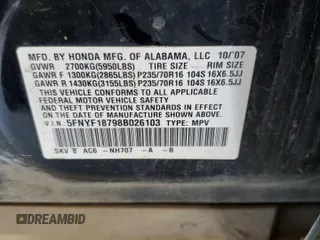 MFD. BY HONDA MFG. OF ALABAMA, LLC 10/07
GVWR 2700KG(5950LBS) TIRE SIZE RIM SIZE
GAWR F 1300KG(2865LBS) P235/70R16 104S 16X6.5JJ
GAWR R 1430KG(3155LBS) P235/70R16 104S 16X6.5JJ
THIS VEHICLE CONFORMS TO ALL APPLICABLE
FEDERAL MOTOR VEHICLE SAFETY
AND THEFT PREVENTION STANDARDS IN EFFECT ON
THE DATE OF MANUFACTURE SHOWN ABOVE.
V.I.N. 5FNYF18798B026103 TYPE: MPV
SKV 8 AC6 -NH707 -A -B